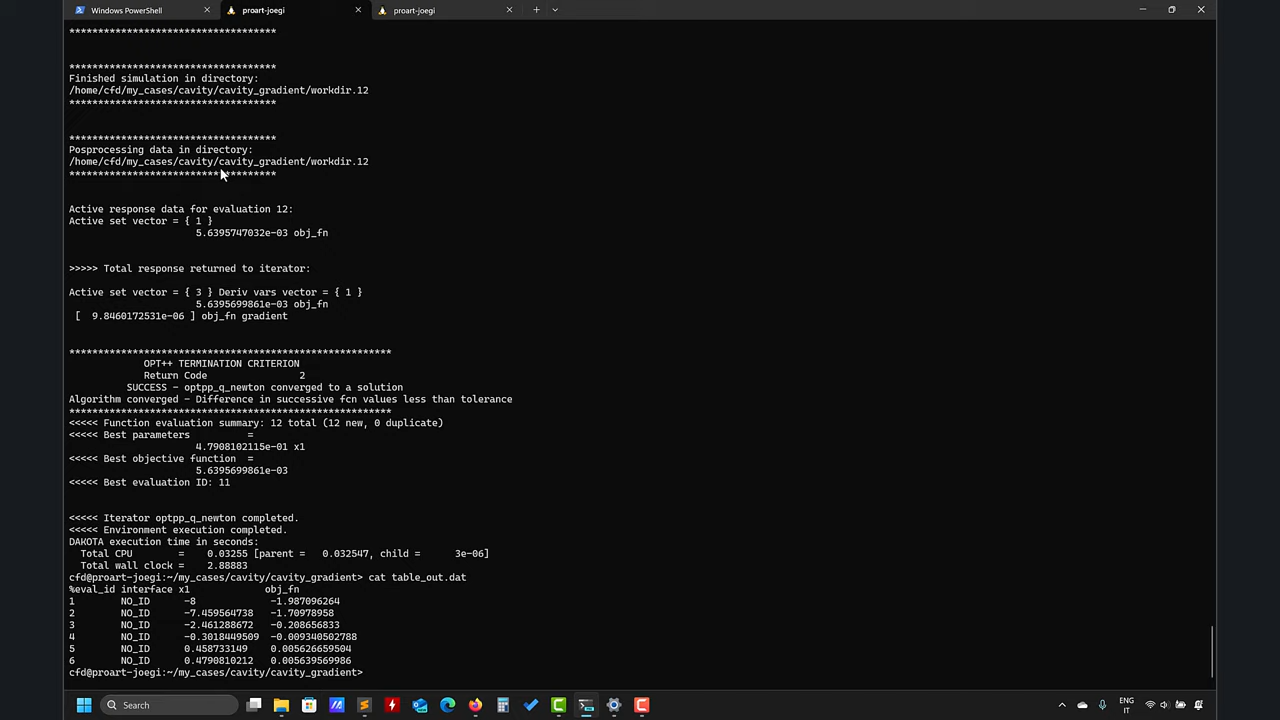 Windows PowerShell
proart-joegi
proart-joegi
************************************
************************************
Finished simulation in directory:
/home/cfd/my_cases/cavity/cavity_gradient/workdir.12
************************************
************************************
Posprocessing data in directory:
/home/cfd/my_cases/cavity/cavity_gradient/workdir.12
************************************
Active response data for evaluation 12:
Active set vector = { 1 }
5.6395747032e-03 obj_fn
>>>>> Total response returned to iterator:
Active set vector = { 3 } Deriv vars vector = { 1 }
5.6395699861e-03 obj_fn
[  9.8460172531e-06 ] obj_fn gradient
********************************************************
OPT++ TERMINATION CRITERION
Return Code                2
SUCCESS - optpp_q_newton converged to a solution
Algorithm converged - Difference in successive fcn values less than tolerance
********************************************************
<<<<< Function evaluation summary: 12 total (12 new, 0 duplicate)
<<<<< Best parameters          =
4.7908102115e-01 x1
<<<<< Best objective function  =
5.6395699861e-03
<<<<< Best evaluation ID: 11
<<<<< Iterator optpp_q_newton completed.
<<<<< Environment execution completed.
DAKOTA execution time in seconds:
Total CPU        =    0.03255 [parent =   0.032547, child =      3e-06]
Total wall clock =    2.88883
cfd@proart-joegi:~/my_cases/cavity/cavity_gradient> cat table_out.dat
%eval_id interface x1             obj_fn
1        NO_ID      -8             -1.987096264
2        NO_ID      -7.459564738   -1.70978958
3        NO_ID      -2.461288672   -0.208656833
4        NO_ID      -0.3018449509  -0.009340502788
5        NO_ID      0.458733149    0.005626659504
6        NO_ID      0.4790810212   0.005639569986
cfd@proart-joegi:~/my_cases/cavity/cavity_gradient>
Search
ENG
IT